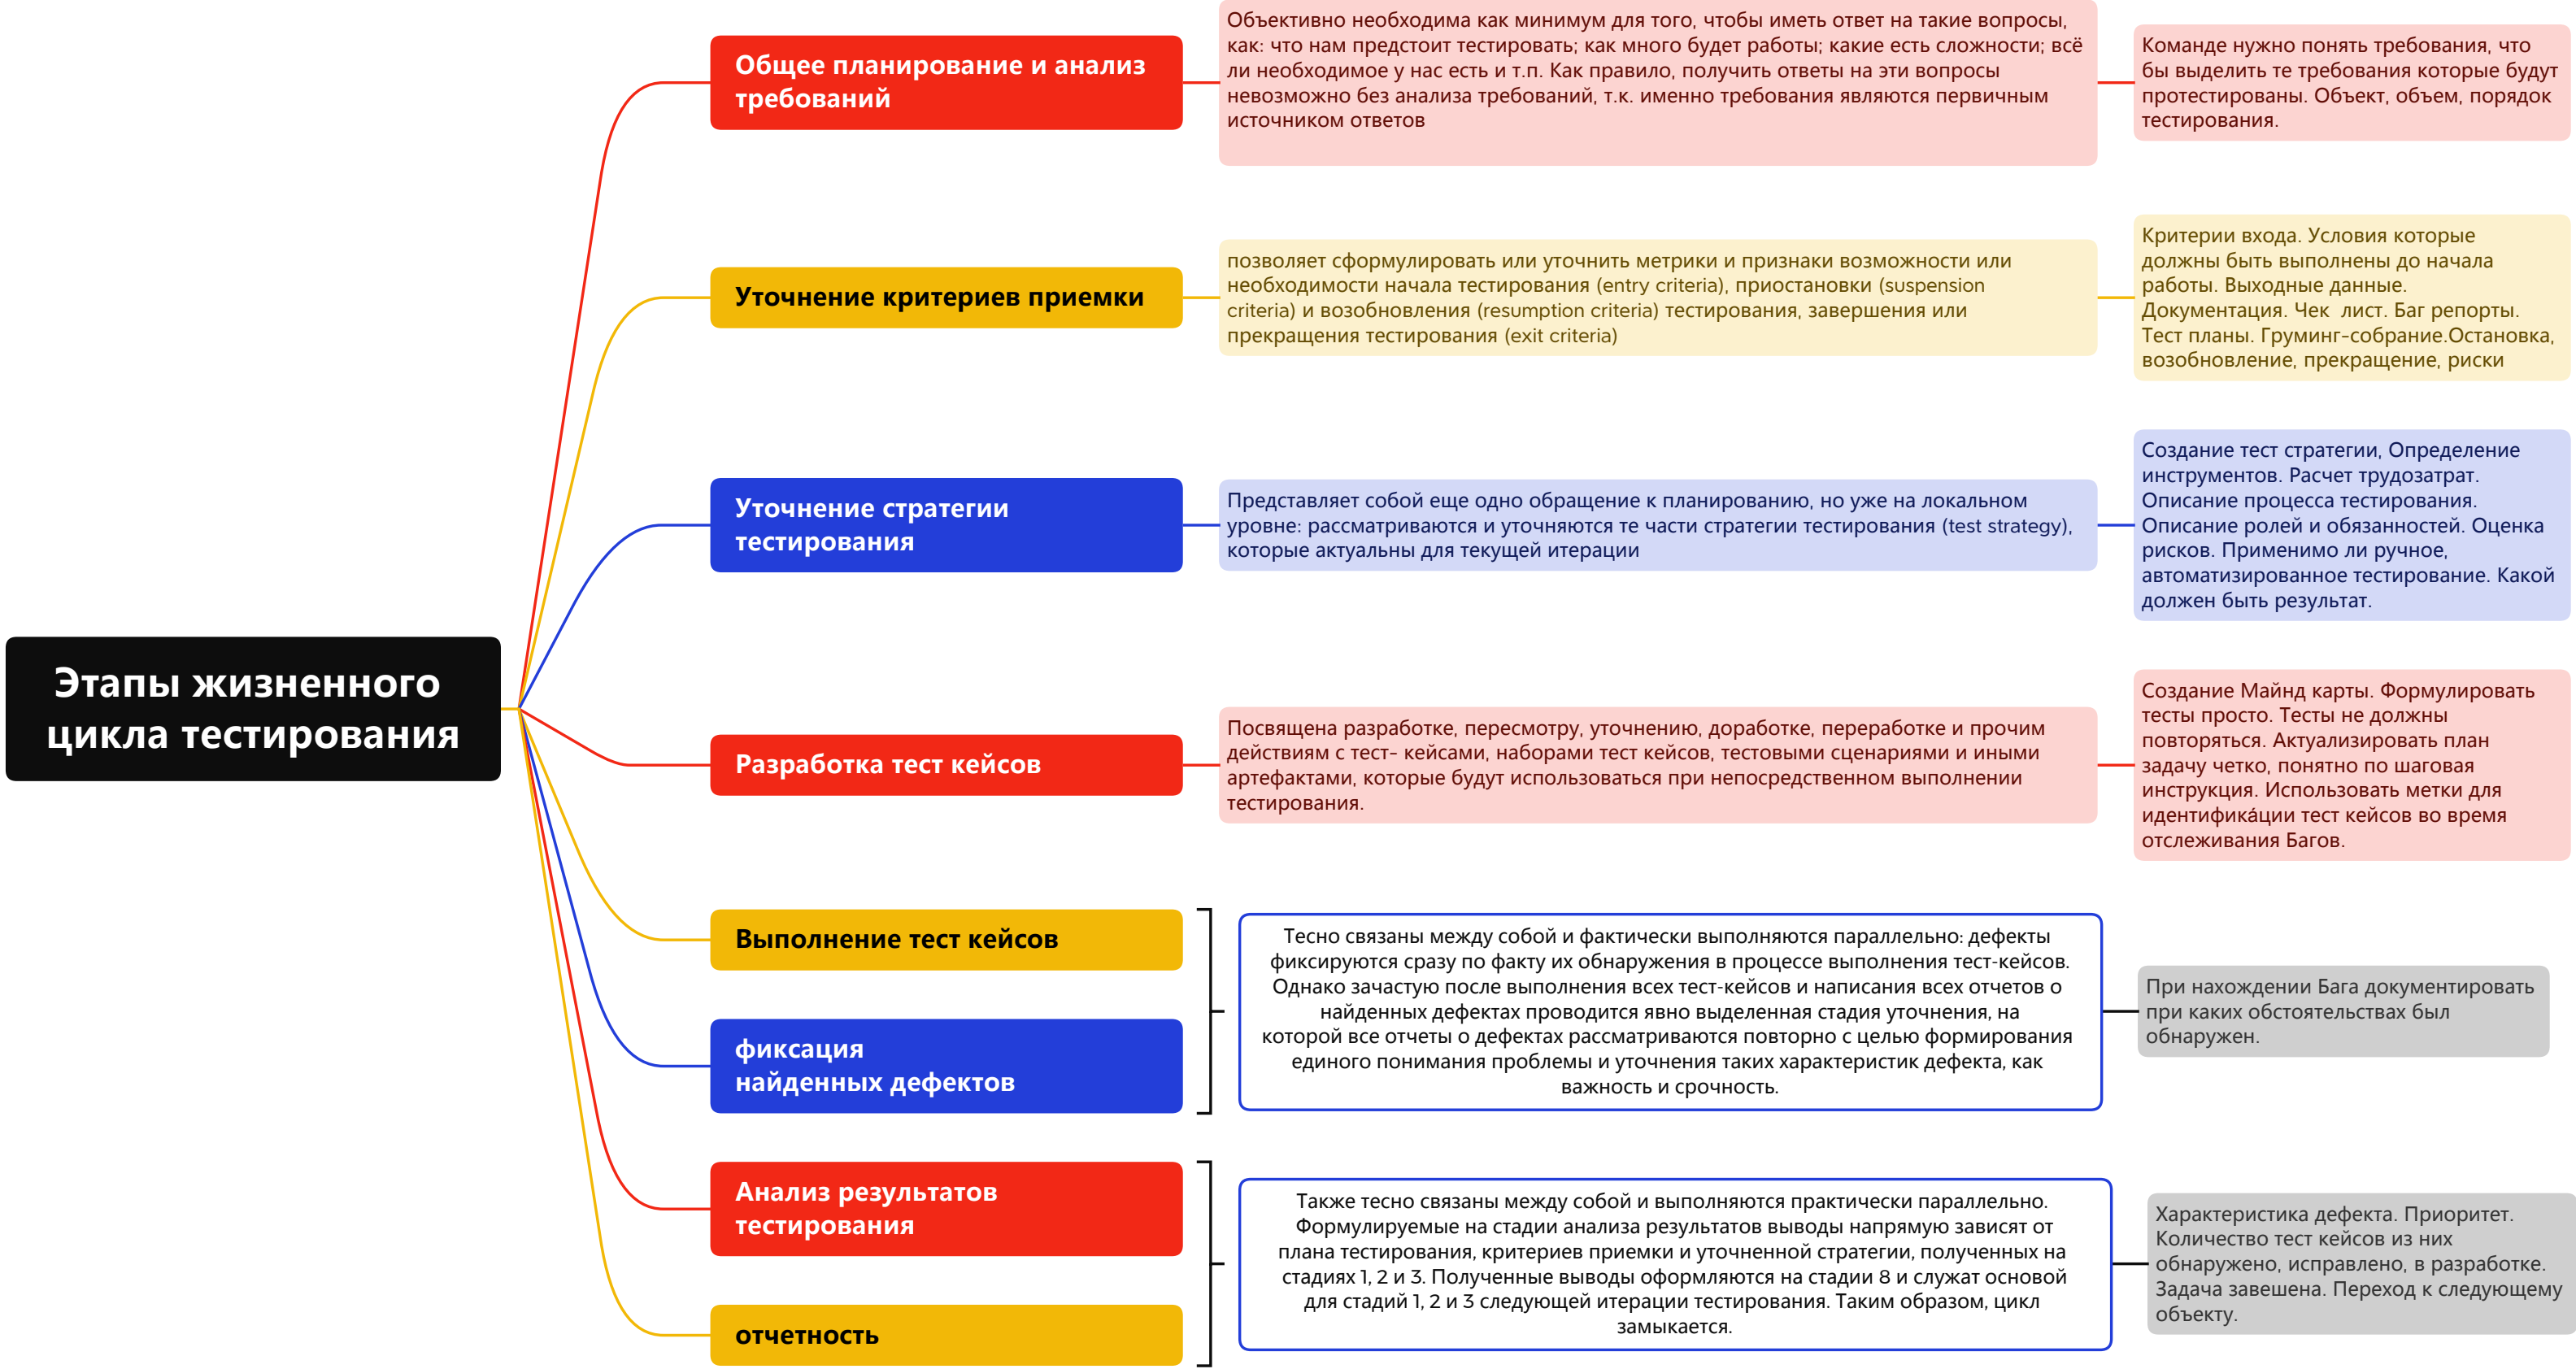 Общее планирование и анализ
требований
Объективно необходима как минимум для того, чтобы иметь ответ на такие вопросы,
как: что нам предстоит тестировать; как много будет работы; какие есть сложности; всё
ли необходимое у нас есть и т.п. Как правило, получить ответы на эти вопросы
невозможно без анализа требований, т.к. именно требования являются первичным
источником ответов
Команде нужно понять требования, что
бы выделить те требования которые будут
протестированы. Объект, объем, порядок
тестирования.
Уточнение критериев приемки
позволяет сформулировать или уточнить метрики и признаки возможности или
необходимости начала тестирования (entry criteria), приостановки (suspension
criteria) и возобновления (resumption criteria) тестирования, завершения или
прекращения тестирования (exit criteria)
Критерии входа. Условия которые
должны быть выполнены до начала
работы. Выходные данные.
Документация. Чек  лист. Баг репорты.
Тест планы. Груминг-собрание.Остановка,
возобновление, прекращение, риски
Уточнение стратегии
тестирования
Представляет собой еще одно обращение к планированию, но уже на локальном
уровне: рассматриваются и уточняются те части стратегии тестирования (test strategy),
которые актуальны для текущей итерации
Создание тест стратегии, Определение
инструментов. Расчет трудозатрат.
Описание процесса тестирования.
Описание ролей и обязанностей. Оценка
рисков. Применимо ли ручное,
автоматизированное тестирование. Какой
должен быть результат.
Этапы жизненного
цикла тестирования
Разработка тест кейсов
Посвящена разработке, пересмотру, уточнению, доработке, переработке и прочим
действиям с тест- кейсами, наборами тест кейсов, тестовыми сценариями и иными
артефактами, которые будут использоваться при непосредственном выполнении
тестирования.
Создание Майнд карты. Формулировать
тесты просто. Тесты не должны
повторяться. Актуализировать план
задачу четко, понятно по шаговая
инструкция. Использовать метки для
идентифика́ции тест кейсов во время
отслеживания Багов.
Выполнение тест кейсов
фиксация
найденных дефектов
Тесно связаны между собой и фактически выполняются параллельно: дефекты
фиксируются сразу по факту их обнаружения в процессе выполнения тест-кейсов.
Однако зачастую после выполнения всех тест-кейсов и написания всех отчетов о
найденных дефектах проводится явно выделенная стадия уточнения, на
которой все отчеты о дефектах рассматриваются повторно с целью формирования
единого понимания проблемы и уточнения таких характеристик дефекта, как
важность и срочность.
При нахождении Бага документировать
при каких обстоятельствах был
обнаружен.
Анализ результатов
тестирования
отчетность
Также тесно связаны между собой и выполняются практически параллельно.
Формулируемые на стадии анализа результатов выводы напрямую зависят от
плана тестирования, критериев приемки и уточненной стратегии, полученных на
стадиях 1, 2 и 3. Полученные выводы оформляются на стадии 8 и служат основой
для стадий 1, 2 и 3 следующей итерации тестирования. Таким образом, цикл
замыкается.
Характеристика дефекта. Приоритет.
Количество тест кейсов из них
обнаружено, исправлено, в разработке.
Задача завешена. Переход к следующему
объекту.